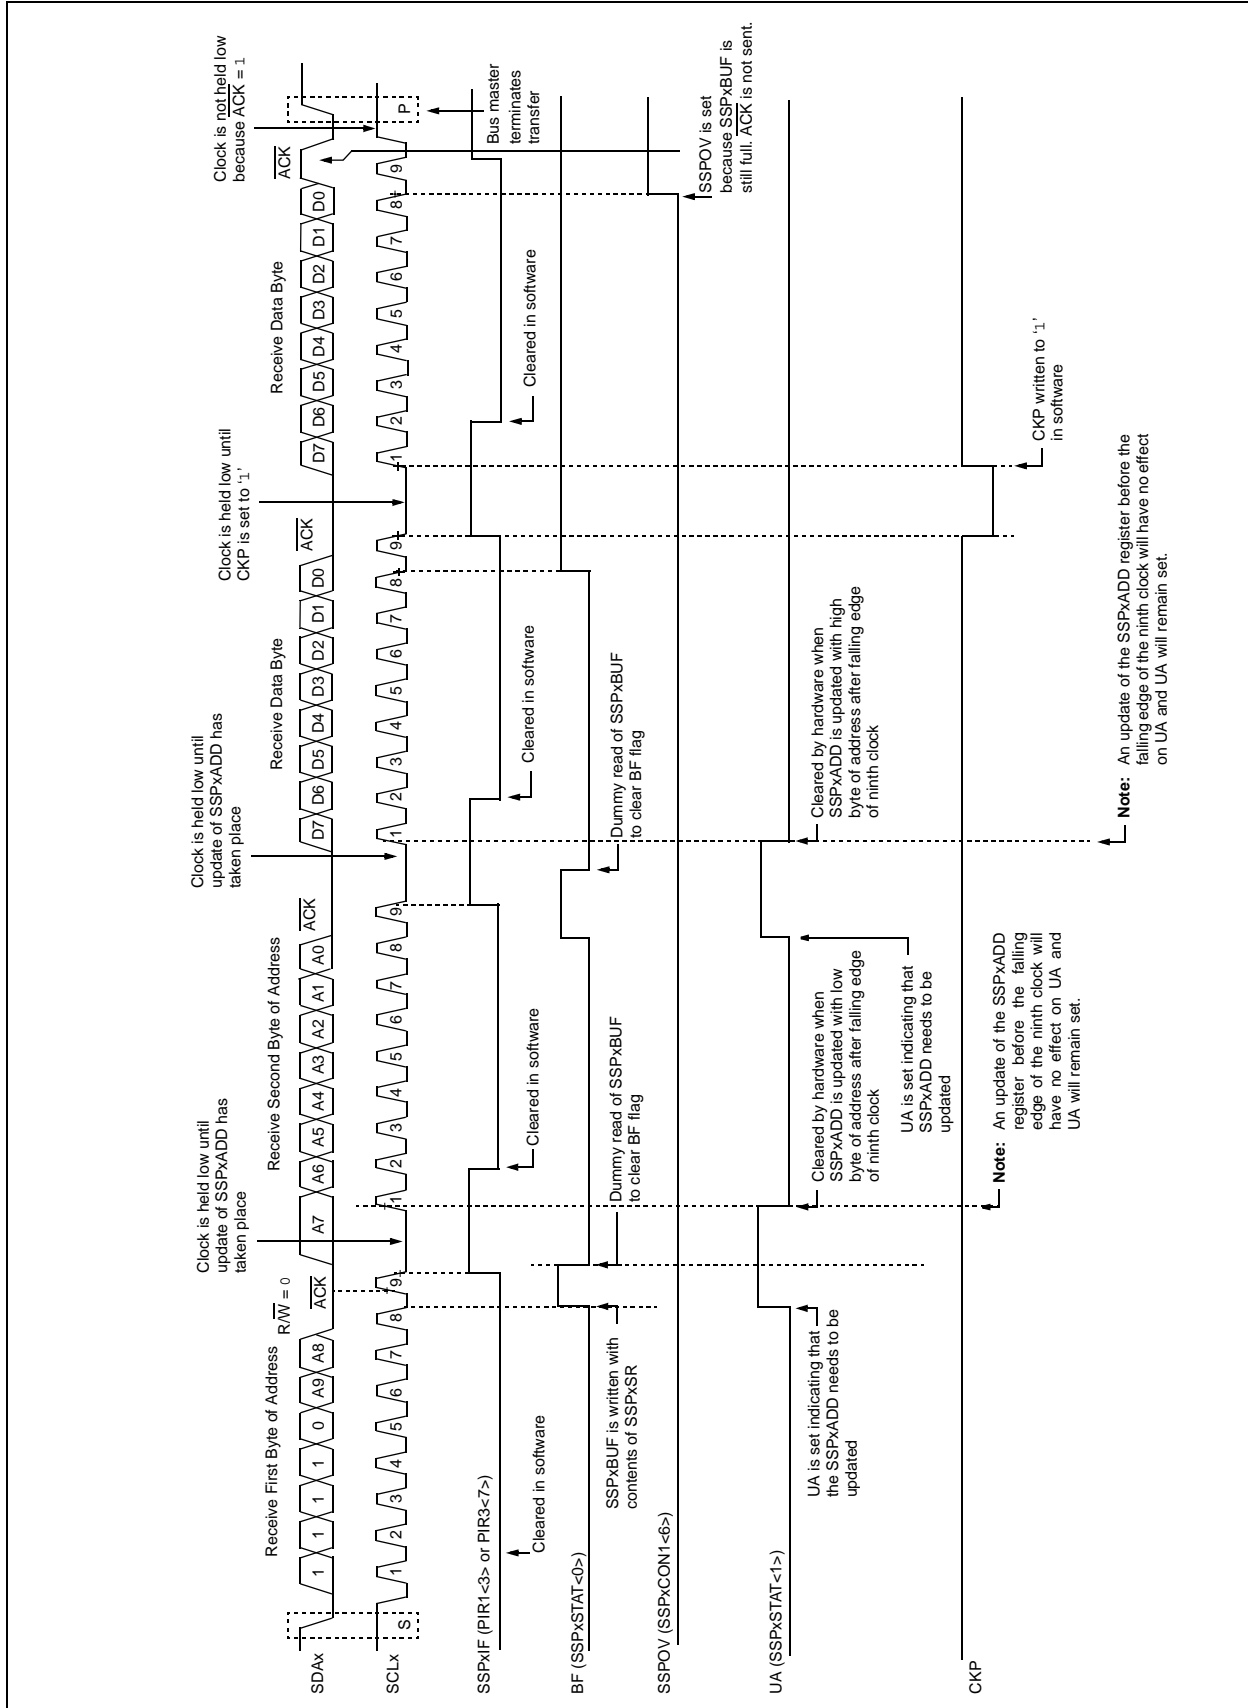 Receive First Byte of Address
R/W = 0
ACK
Receive Second Byte of Address
ACK
Receive Data Byte
ACK
Receive Data Byte
ACK
SDAx
1 1 1 1 0 A9 A8
A7 A6 A5 A4 A3 A2 A1 A0
D7 D6 D5 D4 D3 D2 D1 D0
D7 D6 D5 D4 D3 D2 D1 D0
Clock is held low until
update of SSPxADD has
taken place
Clock is held low until
update of SSPxADD has
taken place
Clock is held low until
CKP is set to ‘1’
Clock is not held low
because ACK = 1
SCLx
S
1 2 3 4 5 6 7 8 9
1 2 3 4 5 6 7 8 9
1 2 3 4 5 6 7 8 9
1 2 3 4 5 6 7 8 9
P
Bus master
terminates
transfer
SSPxIF (PIR1<3> or PIR3<7>)
Cleared in software
Cleared in software
Cleared in software
Cleared in software
BF (SSPxSTAT<0>)
SSPxBUF is written with
contents of SSPxSR
Dummy read of SSPxBUF
to clear BF flag
Dummy read of SSPxBUF
to clear BF flag
SSPOV (SSPxCON1<6>)
SSPOV is set
because SSPxBUF is
still full. ACK is not sent.
UA (SSPxSTAT<1>)
UA is set indicating that
the SSPxADD needs to be
updated
Cleared by hardware when
SSPxADD is updated with low
byte of address after falling edge
of ninth clock
UA is set indicating that
SSPxADD needs to be
updated
Cleared by hardware when
SSPxADD is updated with high
byte of address after falling edge
of ninth clock
CKP
CKP written to ‘1’
in software
Note: An update of the SSPxADD
register before the falling
edge of the ninth clock will
have no effect on UA and
UA will remain set.
Note: An update of the SSPxADD register before the
falling edge of the ninth clock will have no effect
on UA and UA will remain set.